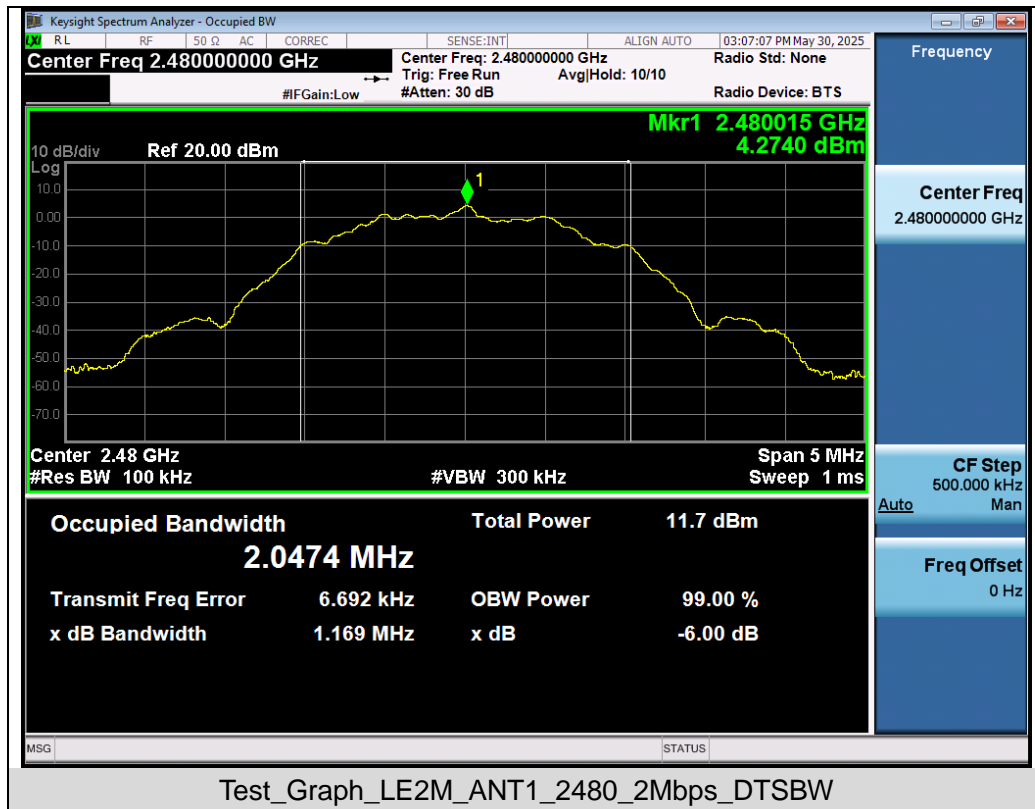 Keysight Spectrum Analyzer - Occupied BW
LXI RL RF 50 Ω AC CORREC SENSE:INT ALIGN AUTO 03:07:07 PM May 30, 2025
Center Freq 2.480000000 GHz
Center Freq: 2.480000000 GHz
Radio Std: None
Trig: Free Run Avg|Hold: 10/10
#IFGain:Low
#Atten: 30 dB
Radio Device: BTS
Frequency
Mkr1 2.480015 GHz
4.2740 dBm
10 dB/div Ref 20.00 dBm
Log
10.0
0.00
-10.0
-20.0
-30.0
-40.0
-50.0
-60.0
-70.0
1
Center 2.48 GHz Span 5 MHz
#Res BW 100 kHz #VBW 300 kHz Sweep 1 ms
Center Freq
2.480000000 GHz
CF Step
500.000 kHz
Auto Man
Freq Offset
0 Hz
Occupied Bandwidth Total Power 11.7 dBm
2.0474 MHz
Transmit Freq Error 6.692 kHz OBW Power 99.00 %
x dB Bandwidth 1.169 MHz x dB -6.00 dB
MSG STATUS
Test_Graph_LE2M_ANT1_2480_2Mbps_DTSBW